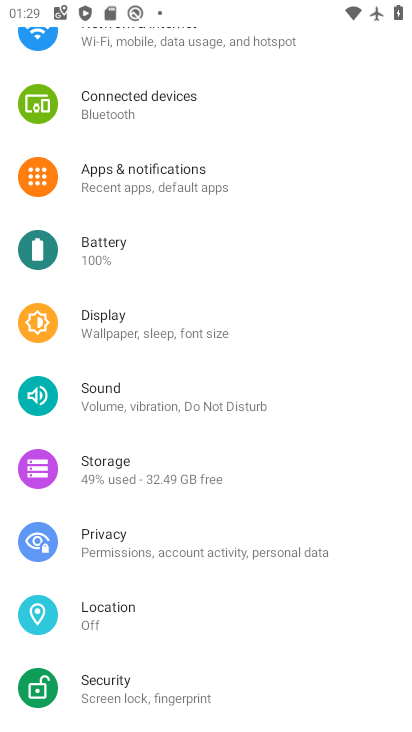 01:29
Wi-Fi, mobile, data usage, and hotspot
Connected devices
Bluetooth
Apps & notifications
Recent apps, default apps
Battery
100%
Display
Wallpaper, sleep, font size
Sound
Volume, vibration, Do Not Disturb
Storage
49% used - 32.49 GB free
Privacy
Permissions, account activity, personal data
Location
Off
Security
Screen lock, fingerprint